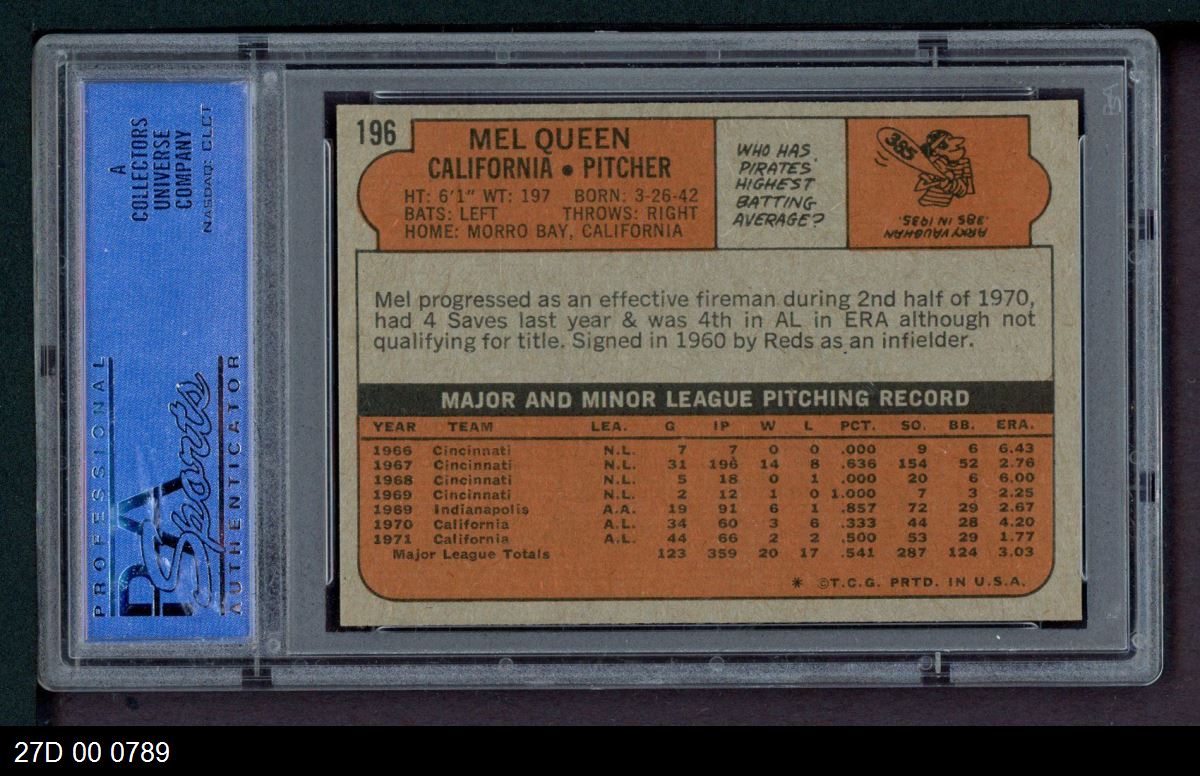 A
COLLECTORS
UNIVERSE
COMPANY
NASDAQ: CLCT
PROFESSIONAL
PSA
Sports
AUTHENTICATOR
196
MEL QUEEN
CALIFORNIA • PITCHER
HT: 6'1" WT: 197 BORN: 3-26-42
BATS: LEFT THROWS: RIGHT
HOME: MORRO BAY, CALIFORNIA
WHO HAS
PIRATES
HIGHEST
BATTING
AVERAGE?
385
ARKY VAUGHAN
.385 IN 1935.
Mel progressed as an effective fireman during 2nd half of 1970,
had 4 Saves last year & was 4th in AL in ERA although not
qualifying for title. Signed in 1960 by Reds as an infielder.
MAJOR AND MINOR LEAGUE PITCHING RECORD
YEAR TEAM LEA. G IP W L PCT. SO. BB. ERA.
1966 Cincinnati N.L. 7 7 0 0 .000 9 6 6.43
1967 Cincinnati N.L. 31 196 14 8 .636 154 52 2.76
1968 Cincinnati N.L. 5 18 0 1 .000 20 6 6.00
1969 Cincinnati N.L. 2 12 1 0 1.000 7 3 2.25
1969 Indianapolis A.A. 19 91 6 1 .857 72 29 2.67
1970 California A.L. 34 60 3 6 .333 44 28 4.20
1971 California A.L. 44 66 2 2 .500 53 29 1.77
Major League Totals 123 359 20 17 .541 287 124 3.03
* ©T.C.G. PRTD. IN U.S.A.
27D 00 0789